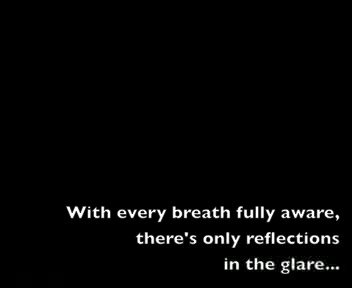 With every breath fully aware,
there's only reflections
in the glare...